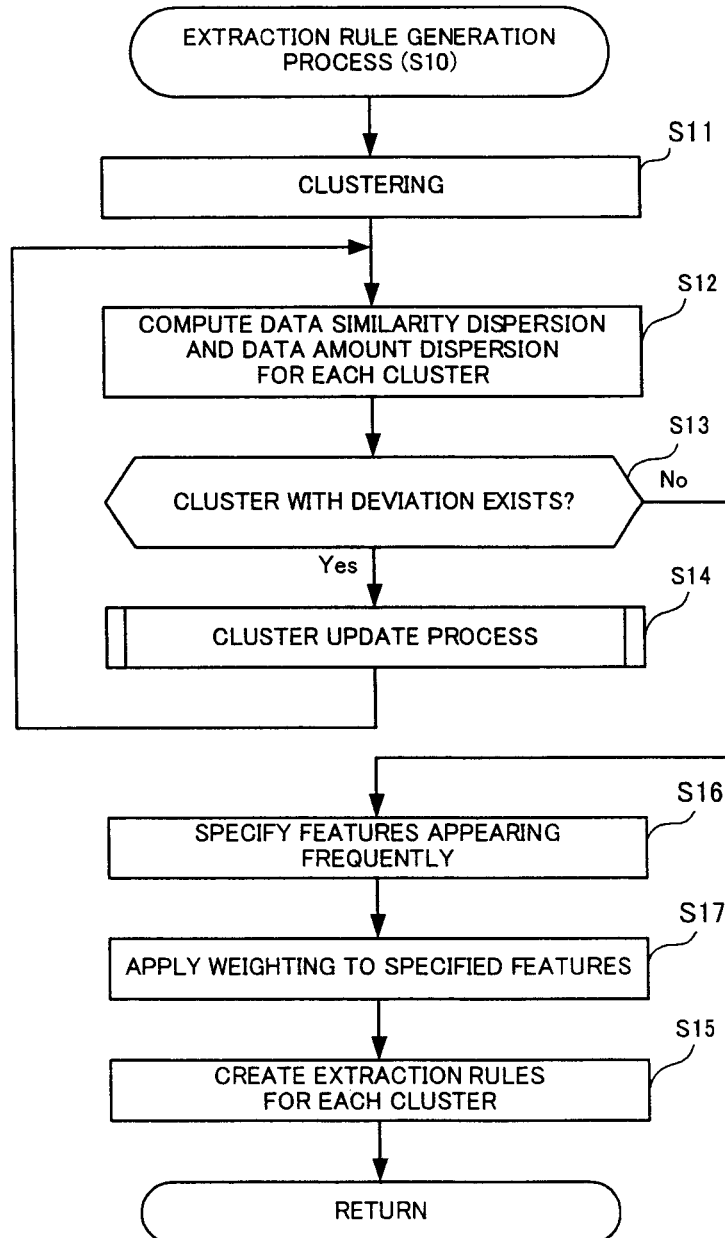 EXTRACTION RULE GENERATION
PROCESS (S10)
S11
CLUSTERING
S12
COMPUTE DATA SIMILARITY DISPERSION
AND DATA AMOUNT DISPERSION
FOR EACH CLUSTER
S13
CLUSTER WITH DEVIATION EXISTS?
No
Yes
S14
CLUSTER UPDATE PROCESS
S16
SPECIFY FEATURES APPEARING
FREQUENTLY
S17
APPLY WEIGHTING TO SPECIFIED FEATURES
S15
CREATE EXTRACTION RULES
FOR EACH CLUSTER
RETURN